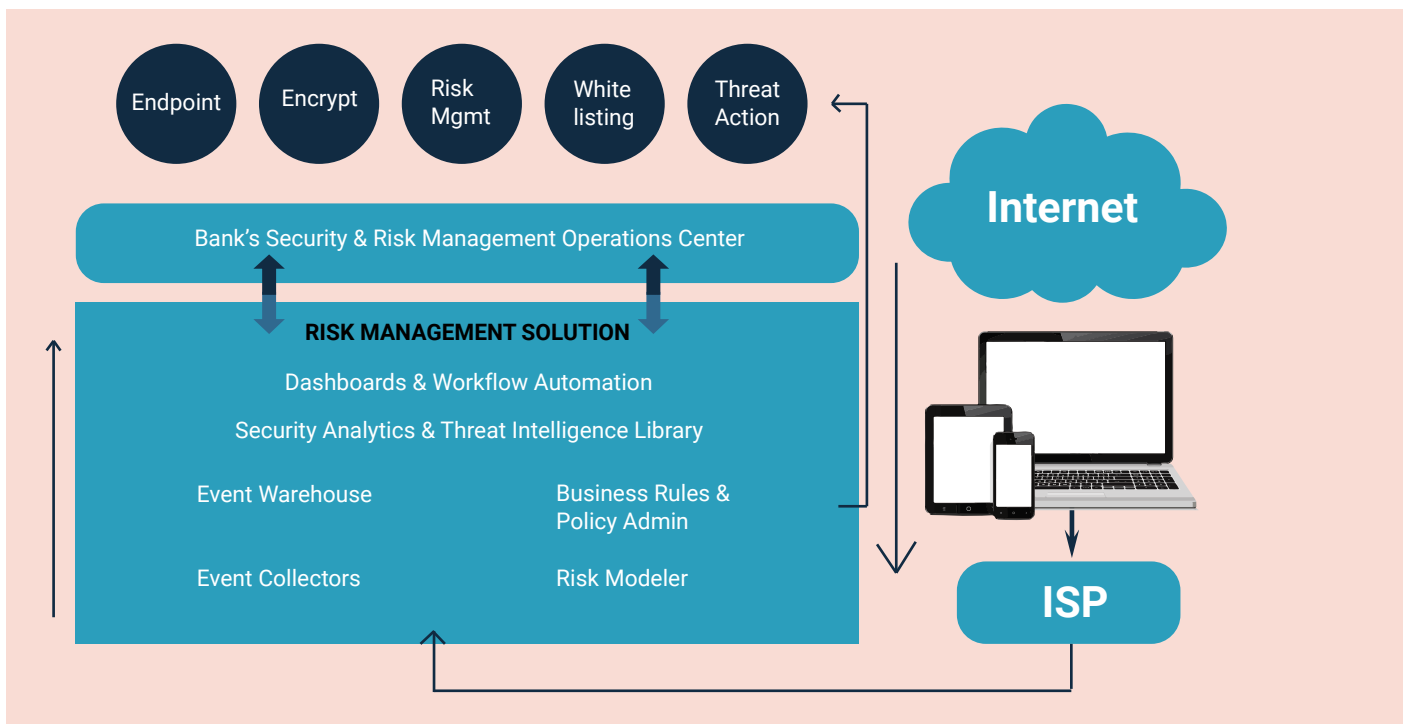 Endpoint
Encrypt
Risk
Mgmt
White
listing
Threat
Action
Internet
Bank’s Security & Risk Management Operations Center
RISK MANAGEMENT SOLUTION
Dashboards & Workflow Automation
Security Analytics & Threat Intelligence Library
Event Warehouse
Business Rules &
Policy Admin
Event Collectors
Risk Modeler
ISP